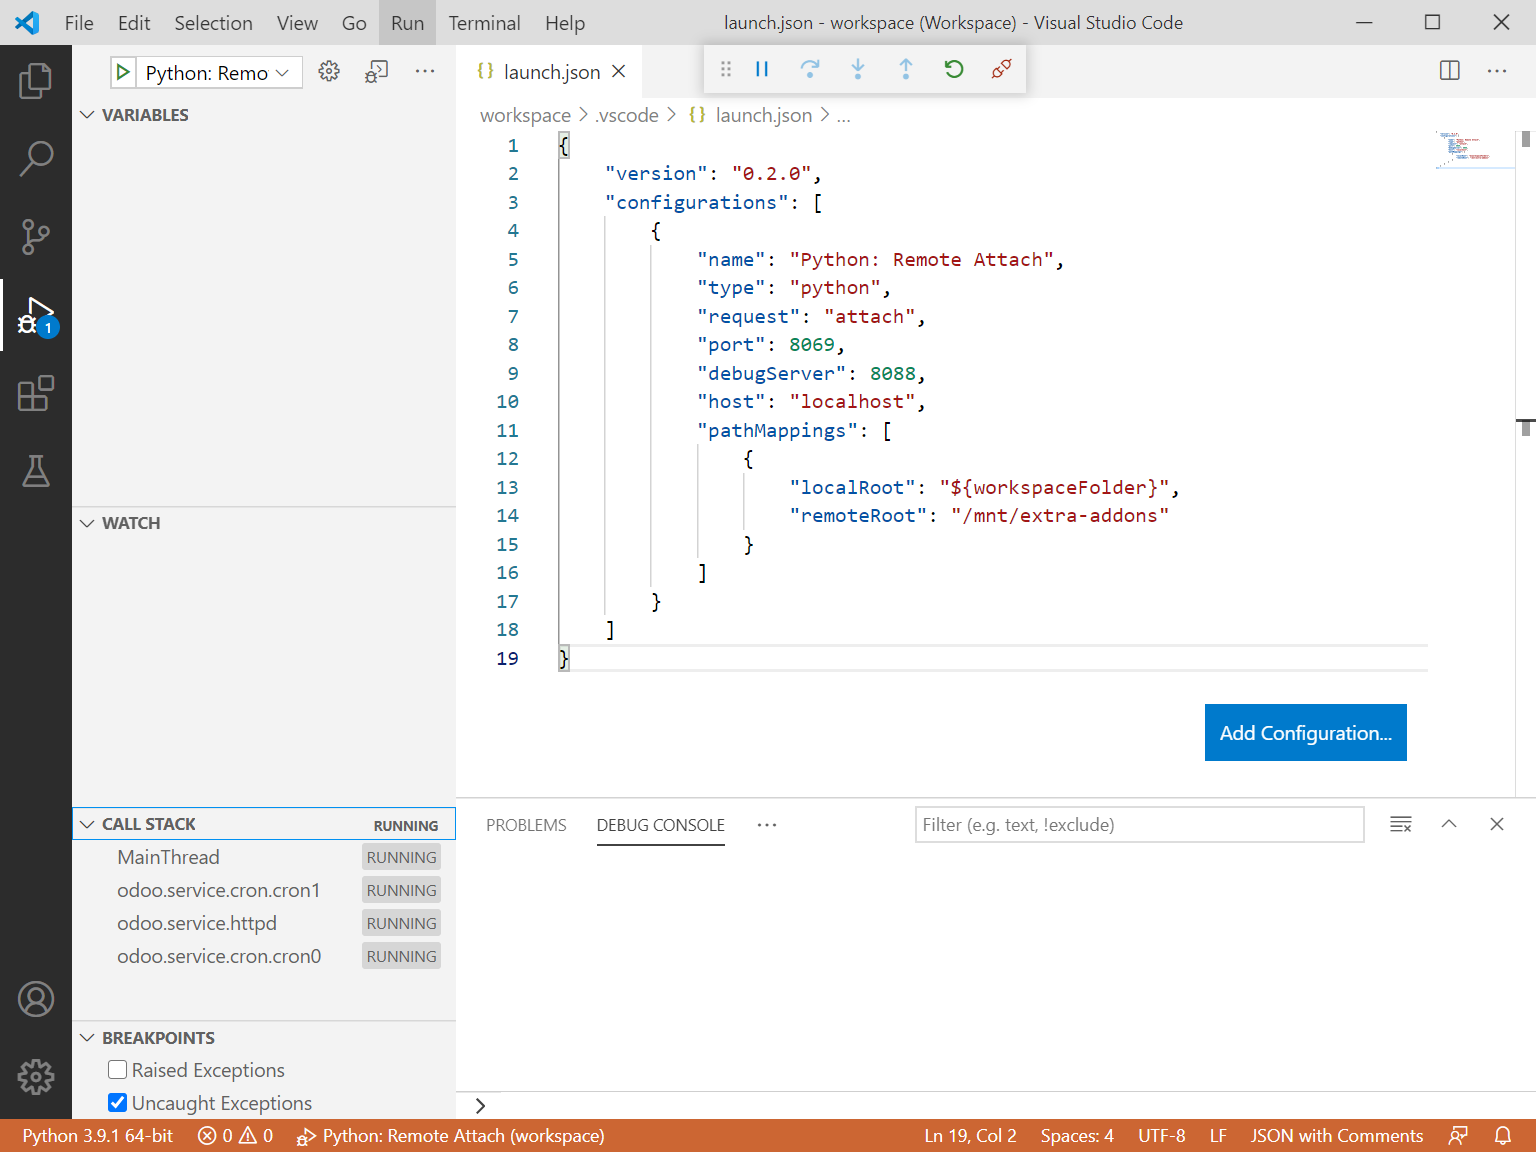 File Edit Selection View Go Run Terminal Help launch.json - workspace (Workspace) - Visual Studio Code
Python: Remo
{} launch.json
workspace > .vscode > {} launch.json > ...
VARIABLES
1 {
2 "version": "0.2.0",
3 "configurations": [
4 {
5 "name": "Python: Remote Attach",
6 "type": "python",
7 "request": "attach",
8 "port": 8069,
9 "debugServer": 8088,
10 "host": "localhost",
11 "pathMappings": [
12 {
13 "localRoot": "${workspaceFolder}",
14 "remoteRoot": "/mnt/extra-addons"
15 }
16 ]
17 }
18 ]
19 }
1
WATCH
Add Configuration...
CALL STACK RUNNING
MainThread RUNNING
odoo.service.cron.cron1 RUNNING
odoo.service.httpd RUNNING
odoo.service.cron.cron0 RUNNING
BREAKPOINTS
Raised Exceptions
Uncaught Exceptions
PROBLEMS DEBUG CONSOLE ... Filter (e.g. text, !exclude)
>
Python 3.9.1 64-bit 0 0 Python: Remote Attach (workspace) Ln 19, Col 2 Spaces: 4 UTF-8 LF JSON with Comments